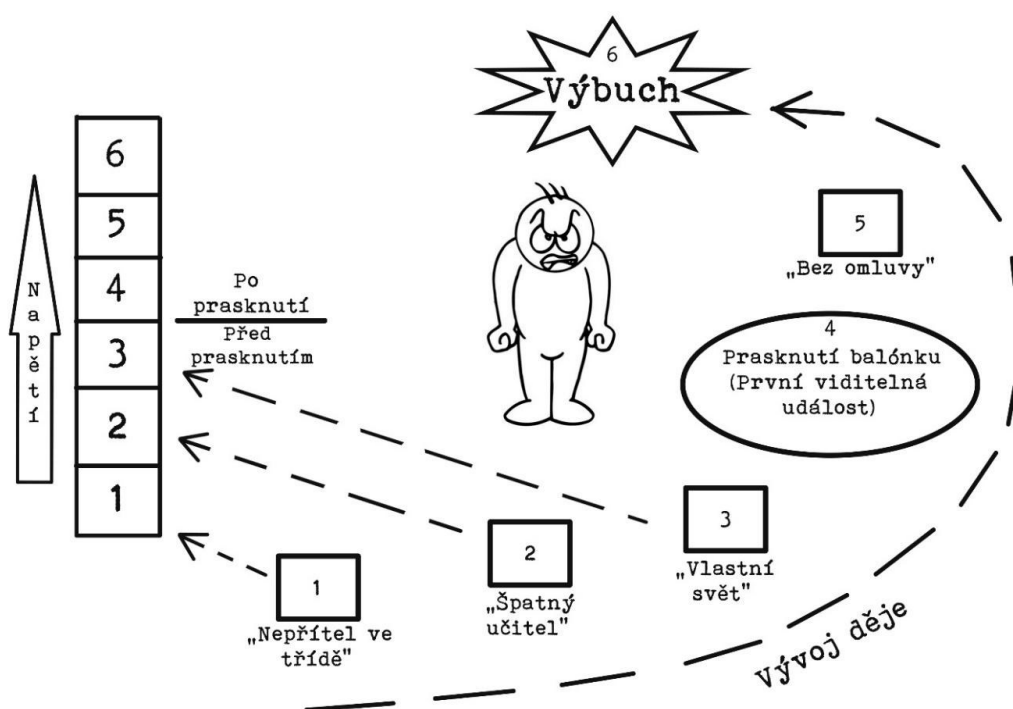 6
Výbuch
6
5
4
3
2
1
Napětí
Po
prasknutí
Před
prasknutím
5
„Bez omluvy"
4
Prasknutí balónku
(První viditelná
událost)
3
„Vlastní
svět"
2
„Špatný
učitel"
1
„Nepřítel ve
třídě"
Vývoj děje